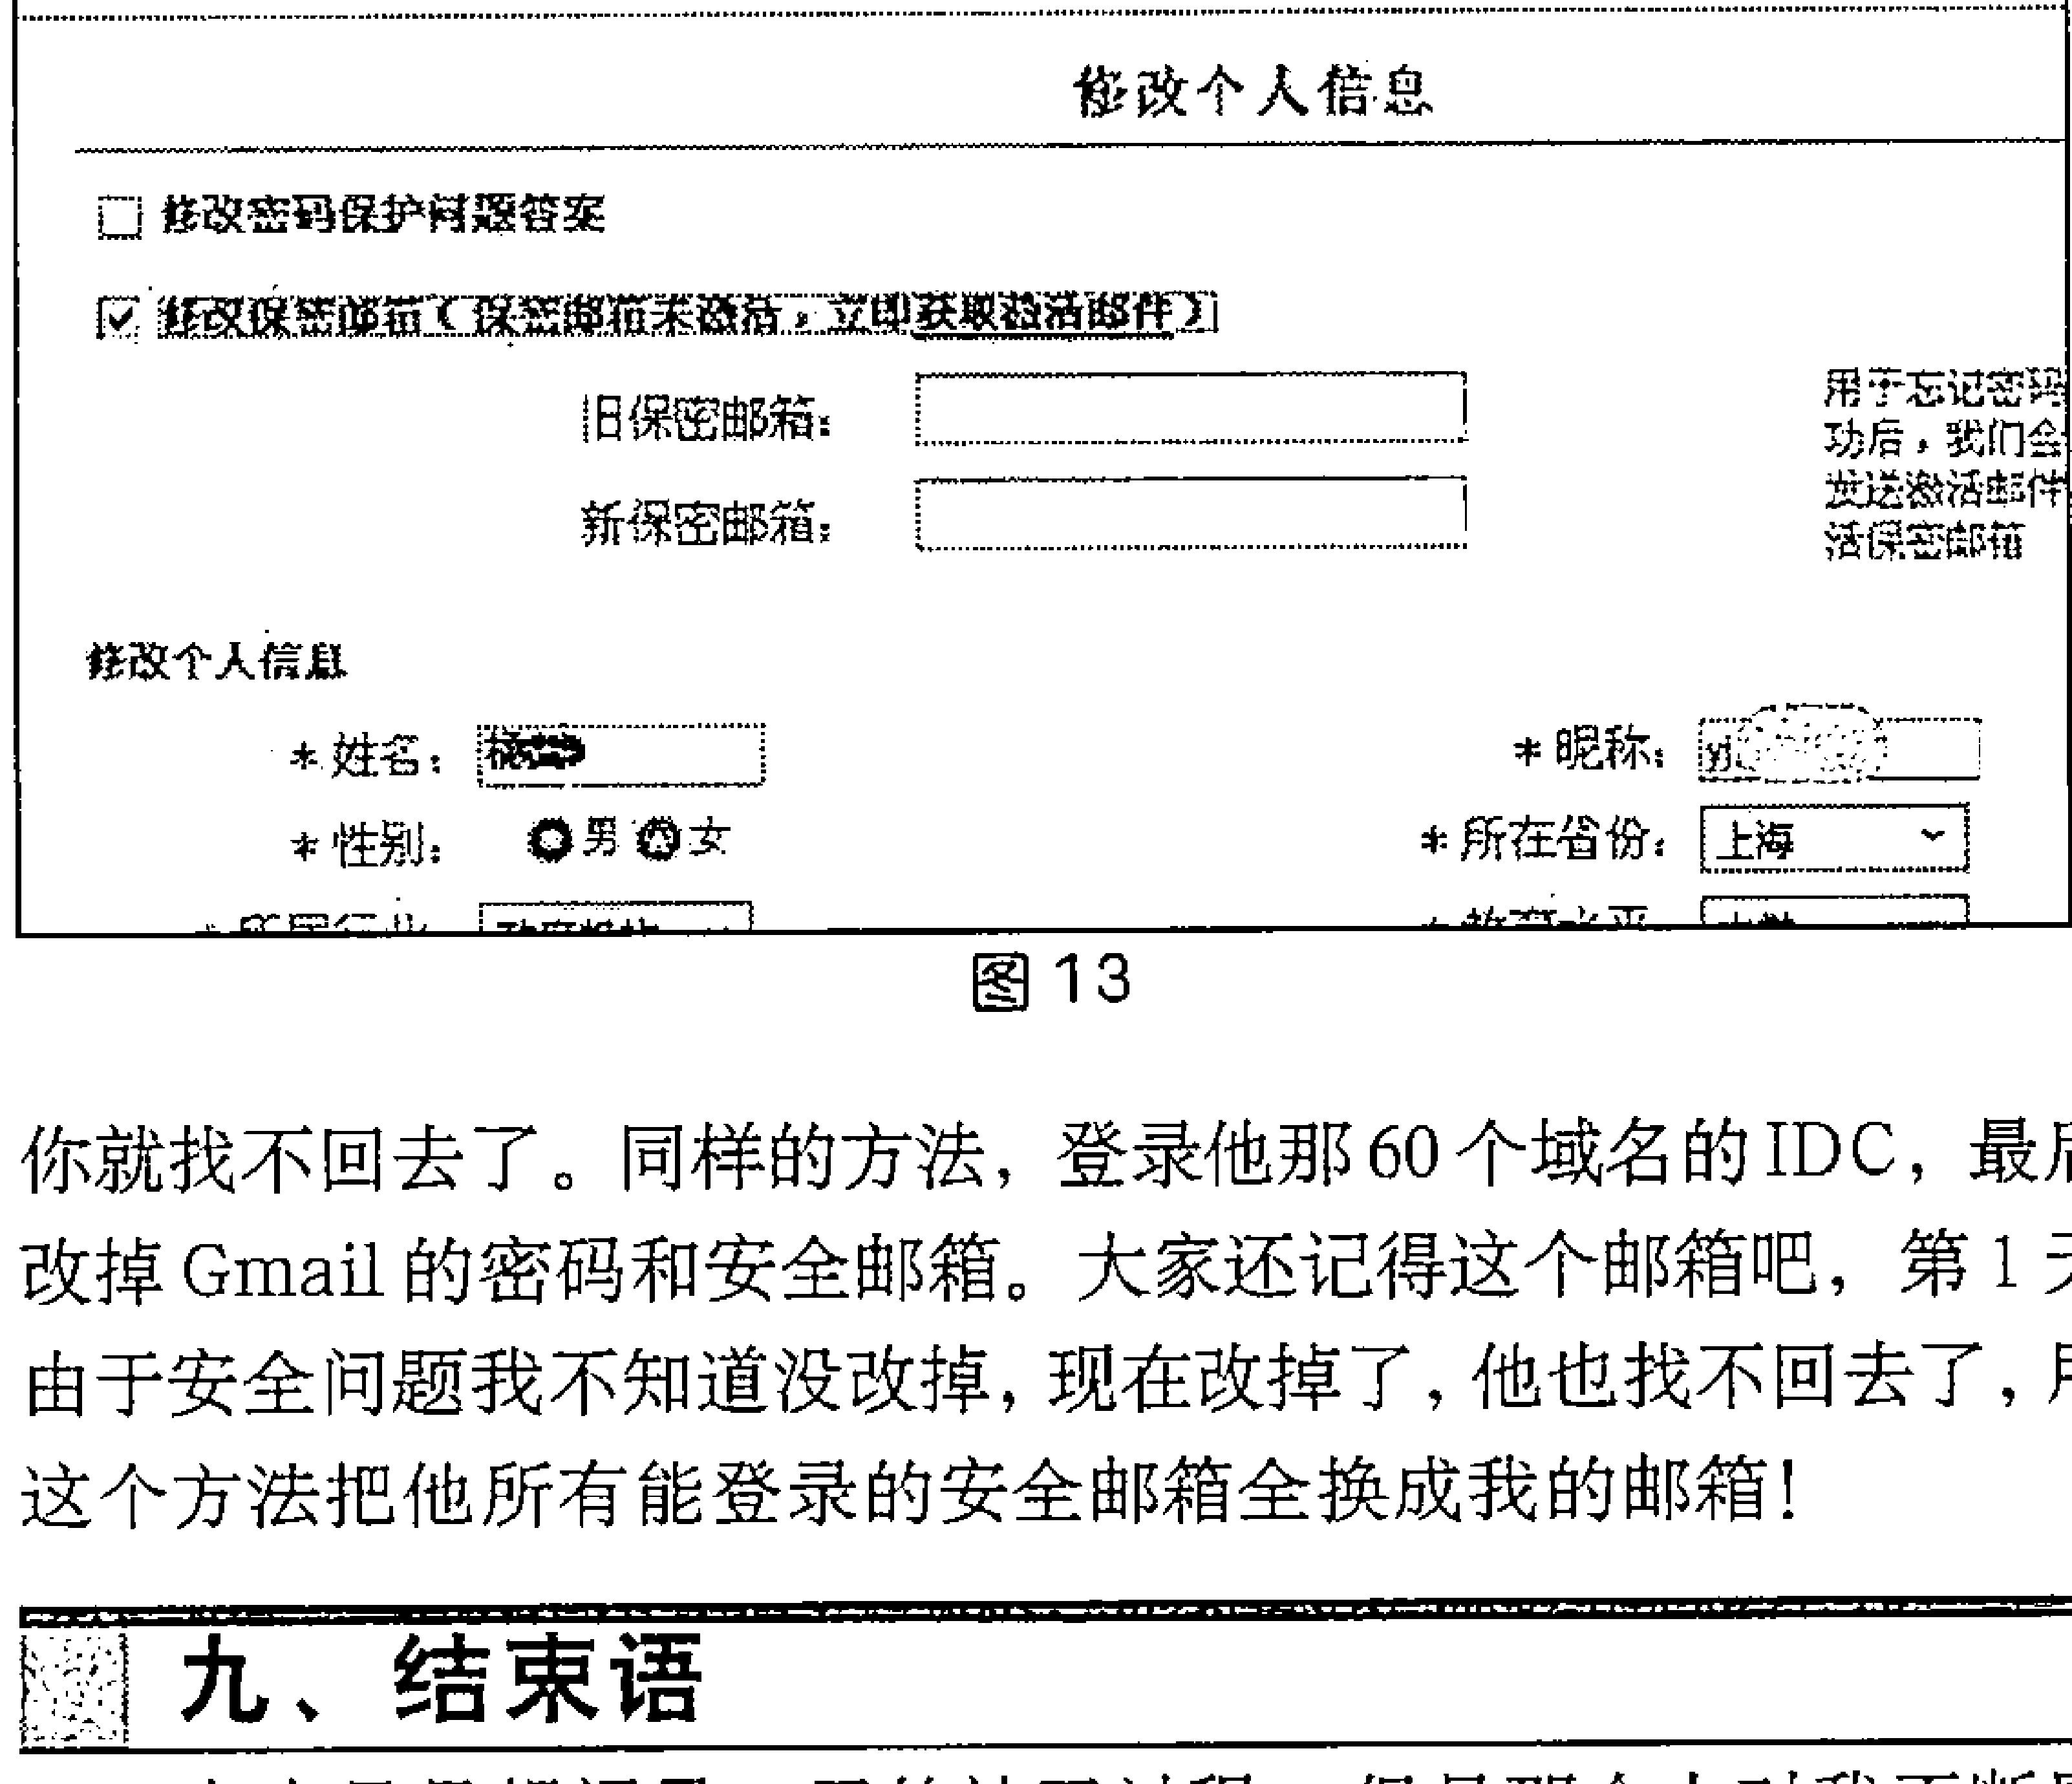 修改个人信息
修改密码保护问题答案
修改保密邮箱(保密邮箱未激活,立即获取激活邮件)
旧保密邮箱:
用于忘记密码
功后,我们会
新保密邮箱:
发送激活邮件
活保密邮箱
修改个人信息
*姓名: *昵称: yi
*性别: 男 女 *所在省份: 上海
图13
你就找不回去了。同样的方法,登录他那60个域名的IDC,最后
改掉Gmail的密码和安全邮箱。大家还记得这个邮箱吧,第1天
由于安全问题我不知道没改掉,现在改掉了,他也找不回去了,用
这个方法把他所有能登录的安全邮箱全换成我的邮箱!
九、结束语